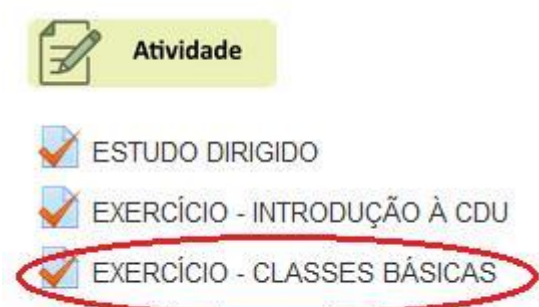 Atividade
ESTUDO DIRIGIDO
EXERCÍCIO - INTRODUÇÃO À CDU
EXERCÍCIO - CLASSES BÁSICAS